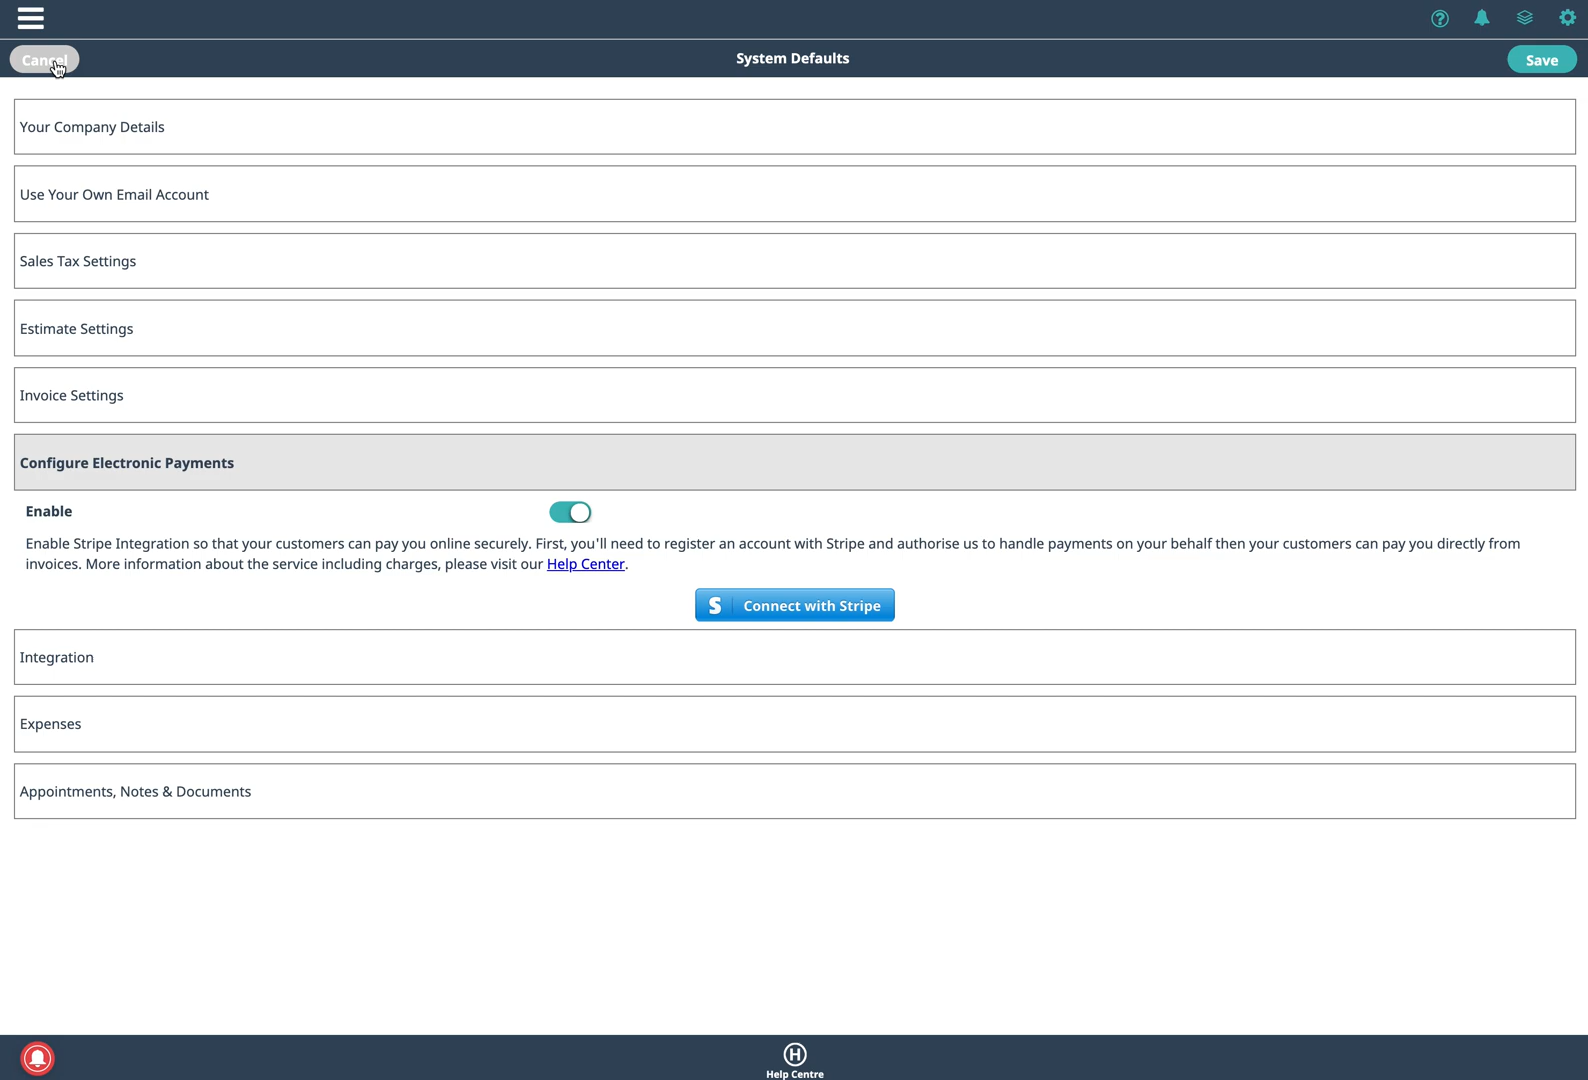 Cancel
System Defaults
Save
Your Company Details
Use Your Own Email Account
Sales Tax Settings
Estimate Settings
Invoice Settings
Configure Electronic Payments
Enable
Enable Stripe Integration so that your customers can pay you online securely. First, you'll need to register an account with Stripe and authorise us to handle payments on your behalf then your customers can pay you directly from
invoices. More information about the service including charges, please visit our Help Center.
S Connect with Stripe
Integration
Expenses
Appointments, Notes & Documents
H
Help Centre